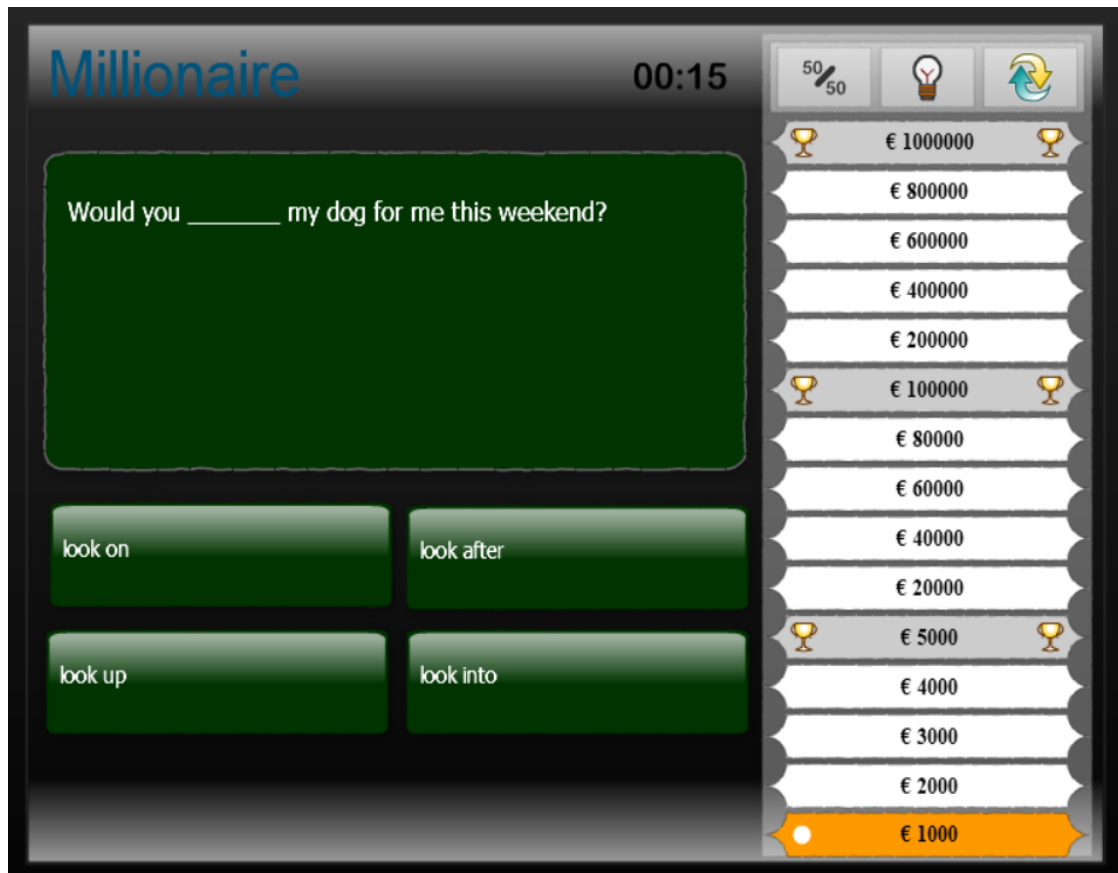 Millionaire
00:15
50/50
Would you _______ my dog for me this weekend?
look on
look after
look up
look into
€ 1000000
€ 800000
€ 600000
€ 400000
€ 200000
€ 100000
€ 80000
€ 60000
€ 40000
€ 20000
€ 5000
€ 4000
€ 3000
€ 2000
€ 1000